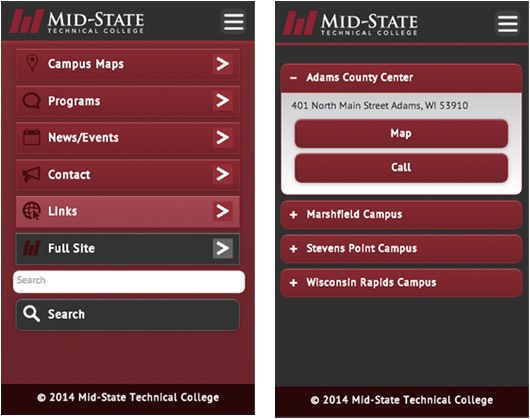 MID-STATE
TECHNICAL COLLEGE
Campus Maps
Programs
News/Events
Contact
Links
Full Site
Search
Search
© 2014 Mid-State Technical College
MID-STATE
TECHNICAL COLLEGE
Adams County Center
401 North Main Street Adams, WI 53910
Map
Call
Marshfield Campus
Stevens Point Campus
Wisconsin Rapids Campus
© 2014 Mid-State Technical College